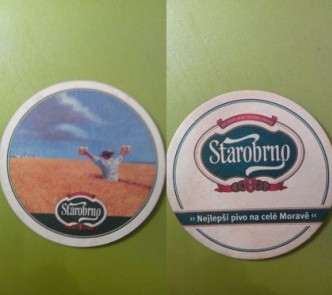 Starobrno
Starobrno
›› Nejlepší pivo na celé Moravě ‹‹